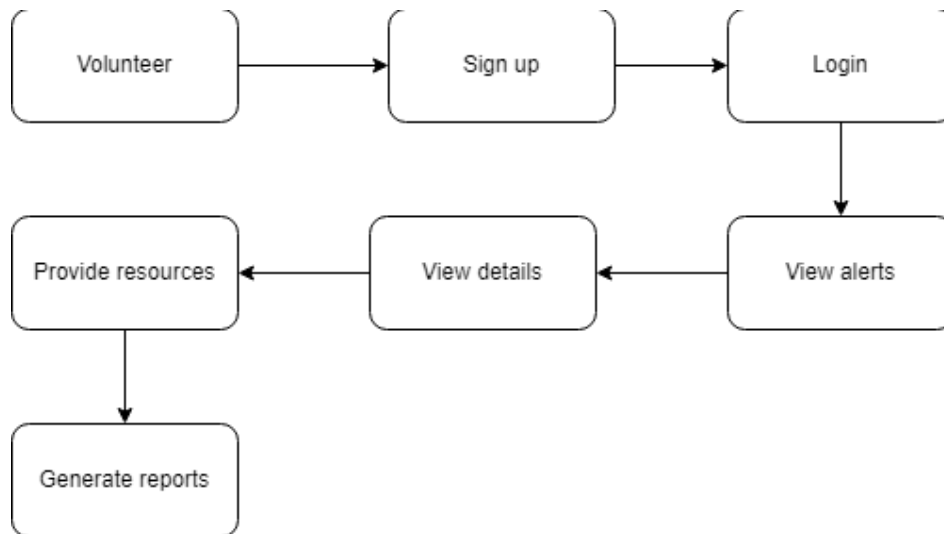 Volunteer
Sign up
Login
View alerts
View details
Provide resources
Generate reports